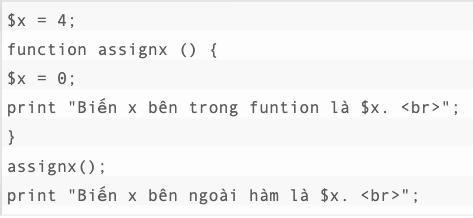 $x = 4;
function assignx () {
$x = 0;
print "Biến x bên trong funtion là $x. <br>";
}
assignx();
print "Biến x bên ngoài hàm là $x. <br>";